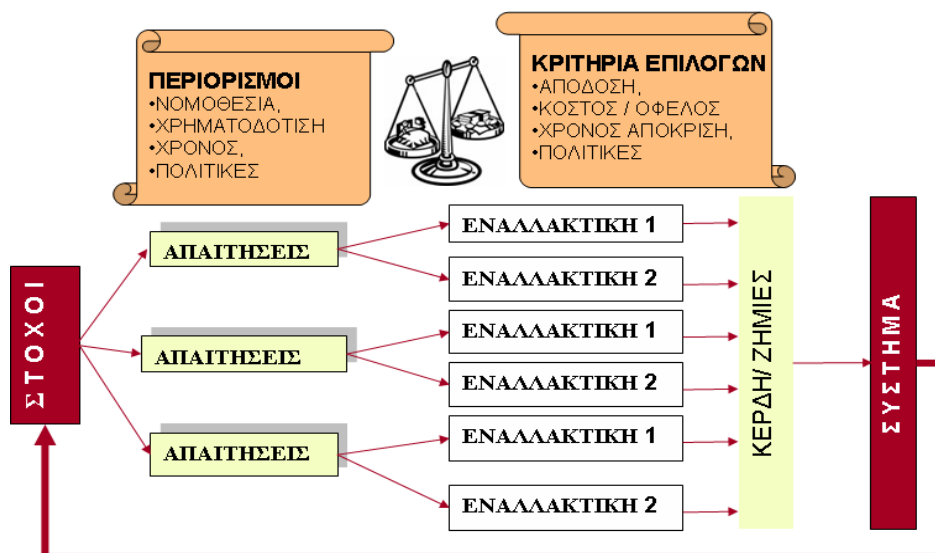 ΠΕΡΙΟΡΙΣΜΟΙ
•ΝΟΜΟΘΕΣΙΑ,
•ΧΡΗΜΑΤΟΔΟΤΙΣΗ
•ΧΡΟΝΟΣ,
•ΠΟΛΙΤΙΚΕΣ
ΚΡΙΤΗΡΙΑ ΕΠΙΛΟΓΩΝ
•ΑΠΟΔΟΣΗ,
•ΚΟΣΤΟΣ / ΟΦΕΛΟΣ
•ΧΡΟΝΟΣ ΑΠΟΚΡΙΣΗ,
•ΠΟΛΙΤΙΚΕΣ
ΣΤΟΧΟΙ
ΑΠΑΙΤΗΣΕΙΣ
ΕΝΑΛΛΑΚΤΙΚΗ 1
ΕΝΑΛΛΑΚΤΙΚΗ 2
ΑΠΑΙΤΗΣΕΙΣ
ΕΝΑΛΛΑΚΤΙΚΗ 1
ΕΝΑΛΛΑΚΤΙΚΗ 2
ΑΠΑΙΤΗΣΕΙΣ
ΕΝΑΛΛΑΚΤΙΚΗ 1
ΕΝΑΛΛΑΚΤΙΚΗ 2
ΚΕΡΔΗ/ ΖΗΜΙΕΣ
ΣΥΣΤΗΜΑ